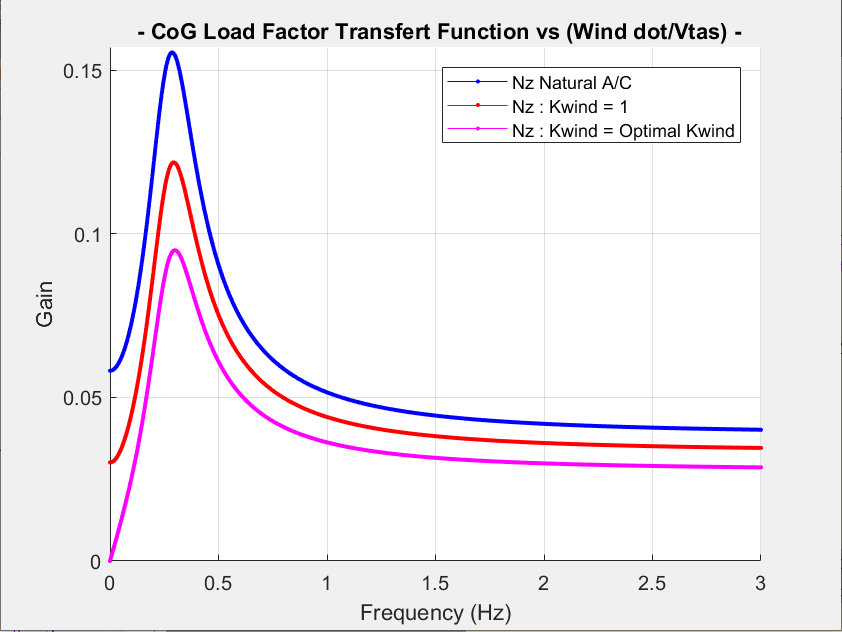 - CoG Load Factor Transfert Function vs (Wind dot/Vtas) -
Nz Natural A/C
Nz : Kwind = 1
Nz : Kwind = Optimal Kwind
0.15
0.1
0.05
0
Gain
0 0.5 1 1.5 2 2.5 3
Frequency (Hz)